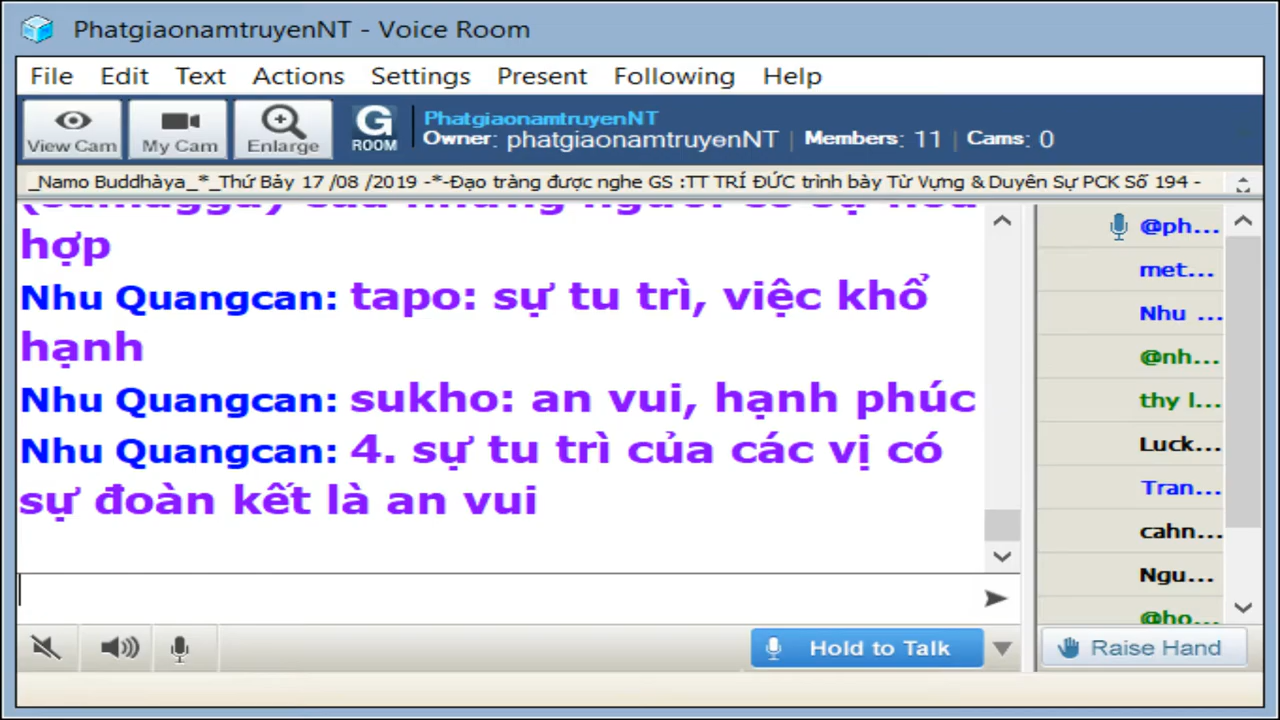 PhatgiaonamtruyenNT - Voice Room
File Edit Text Actions Settings Present Following Help
View Cam My Cam Enlarge G ROOM
PhatgiaonamtruyenNT
Owner: phatgiaonamtruyenNT | Members: 11 | Cams: 0
_Namo Buddhàya_*_Thứ Bảy 17 /08 /2019 -*-Đạo tràng được nghe GS :TT TRÍ ĐỨC trình bày Từ Vựng & Duyên Sự PCK Số 194 -
hợp
Nhu Quangcan: tapo: sự tu trì, việc khổ
hạnh
Nhu Quangcan: sukho: an vui, hạnh phúc
Nhu Quangcan: 4. sự tu trì của các vị có
sự đoàn kết là an vui
@ph...
met...
Nhu ...
@nh...
thy l...
Luck...
Tran...
cahn...
Ngu...
@ho...
Hold to Talk
Raise Hand